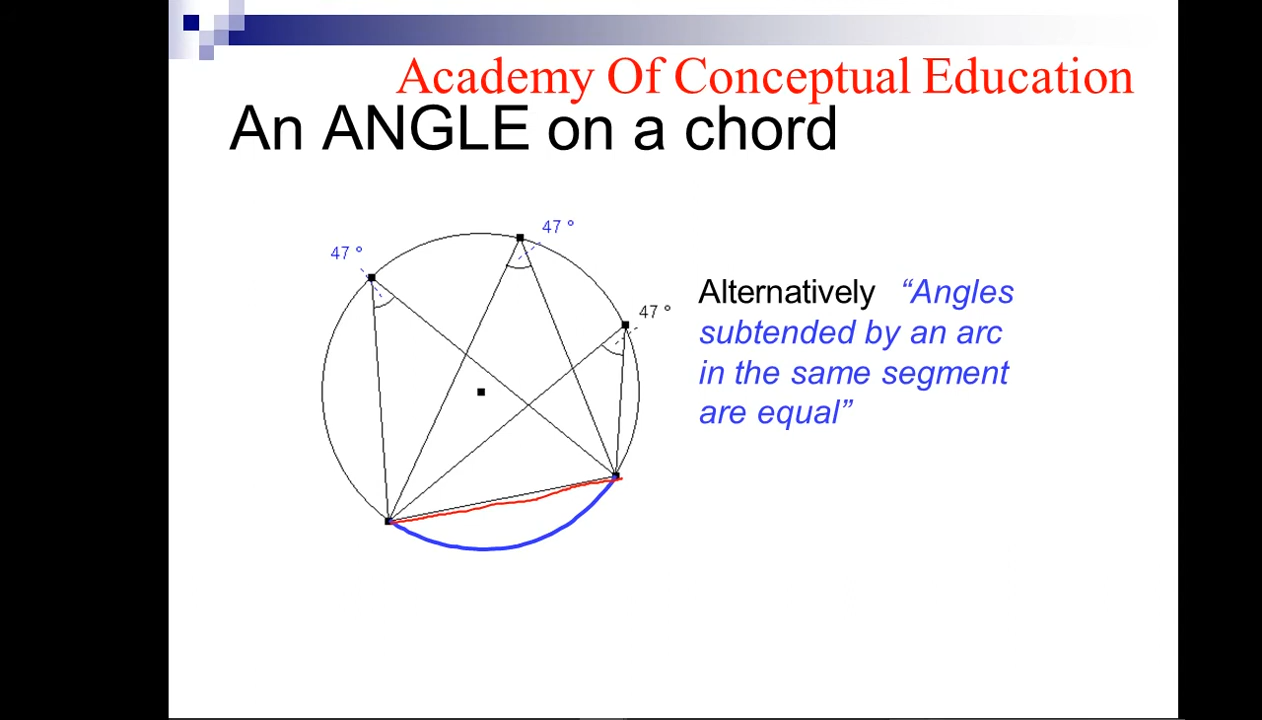 Academy Of Conceptual Education
An ANGLE on a chord
47 °
47 °
47 °
Alternatively “Angles
subtended by an arc
in the same segment
are equal”